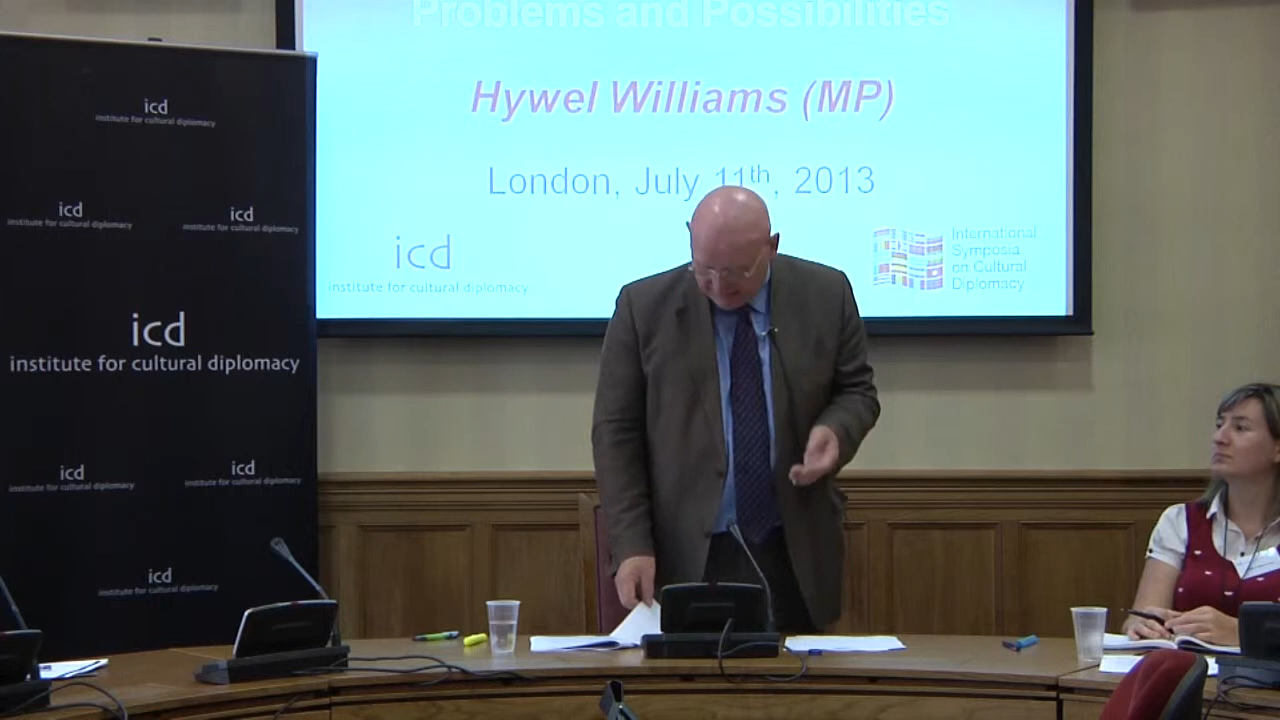 Problems and Possibilities
Hywel Williams (MP)
London, July 11th, 2013
icd
institute for cultural diplomacy
International
Symposia
on Cultural
Diplomacy
icd
institute for cultural diplomacy
icd
institute for cultural diplomacy
icd
institute for cultural diplomacy
icd
institute for cultural diplomacy
icd
institute for cultural diplomacy
icd
institute for cultural diplomacy
icd
institute for cultural diplomacy